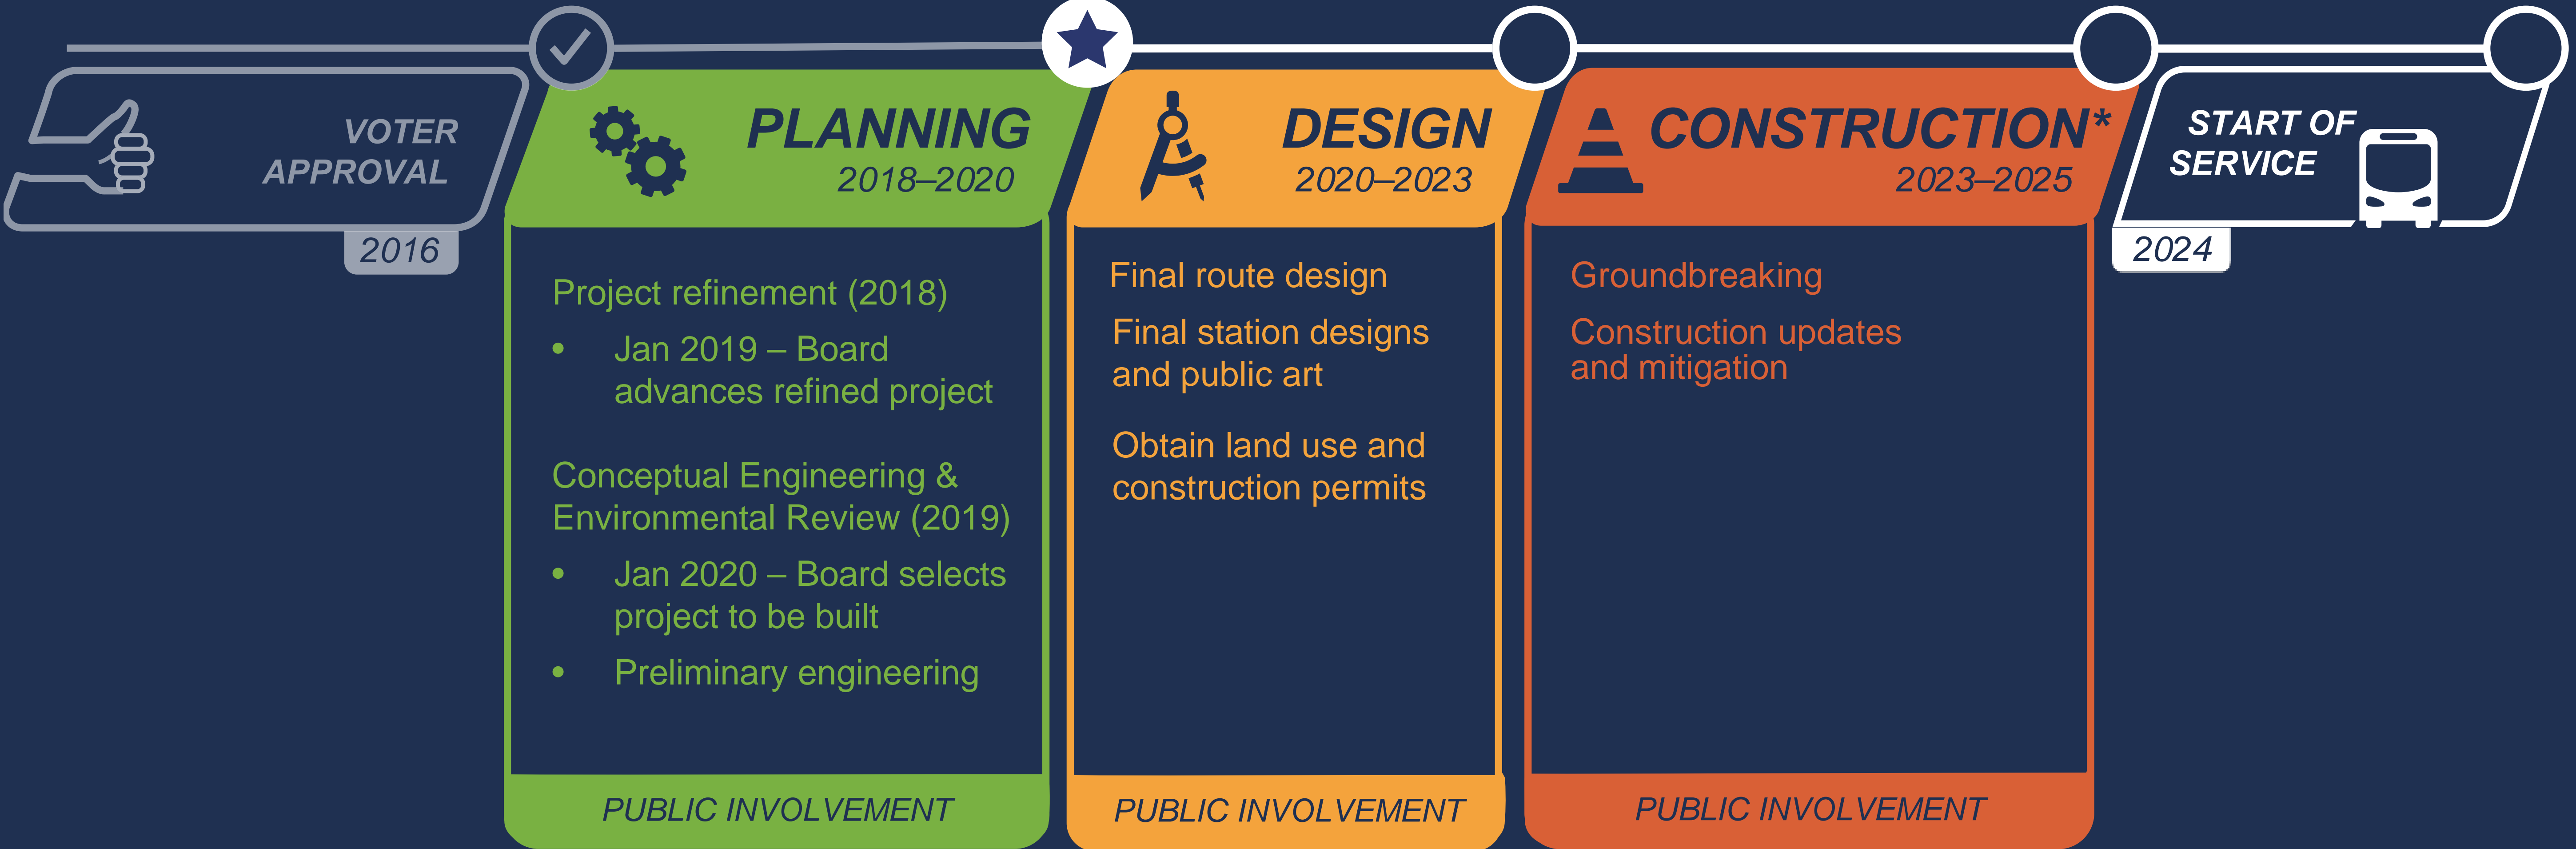 VOTER
APPROVAL
2016
PLANNING
2018–2020
Project refinement (2018)
• Jan 2019 – Board
advances refined project
Conceptual Engineering &
Environmental Review (2019)
• Jan 2020 – Board selects
project to be built
• Preliminary engineering
PUBLIC INVOLVEMENT
DESIGN
2020–2023
Final route design
Final station designs
and public art
Obtain land use and
construction permits
PUBLIC INVOLVEMENT
CONSTRUCTION*
2023–2025
Groundbreaking
Construction updates
and mitigation
PUBLIC INVOLVEMENT
START OF
SERVICE
2024